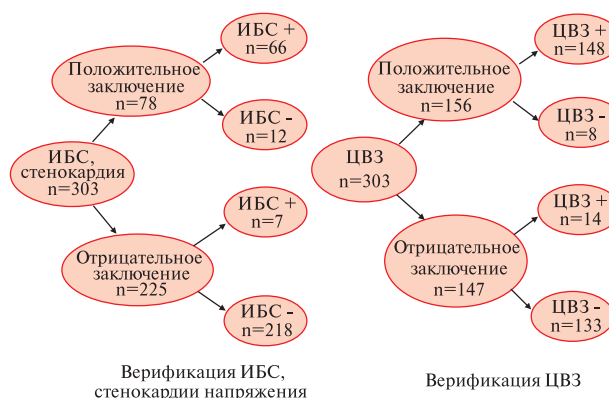 ИБС +
n=66
Положительное
заключение
n=78
ИБС -
n=12
ИБС,
стенокардия
n=303
ИБС +
n=7
Отрицательное
заключение
n=225
ИБС -
n=218
Верификация ИБС,
стенокардии напряжения
ЦВЗ +
n=148
Положительное
заключение
n=156
ЦВЗ -
n=8
ЦВЗ
n=303
ЦВЗ +
n=14
Отрицательное
заключение
n=147
ЦВЗ -
n=133
Верификация ЦВЗ